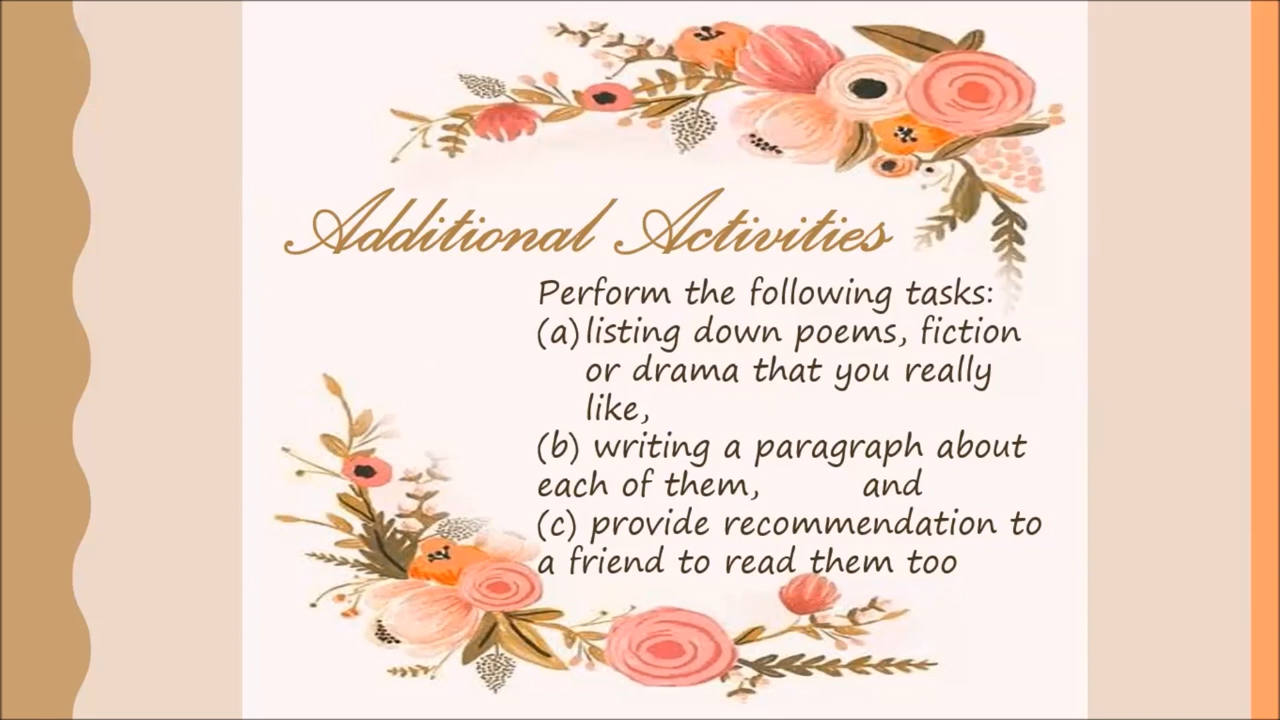 Additional Activities
Perform the following tasks:
(a) listing down poems, fiction
or drama that you really
like,
(b) writing a paragraph about
each of them, and
(c) provide recommendation to
a friend to read them too